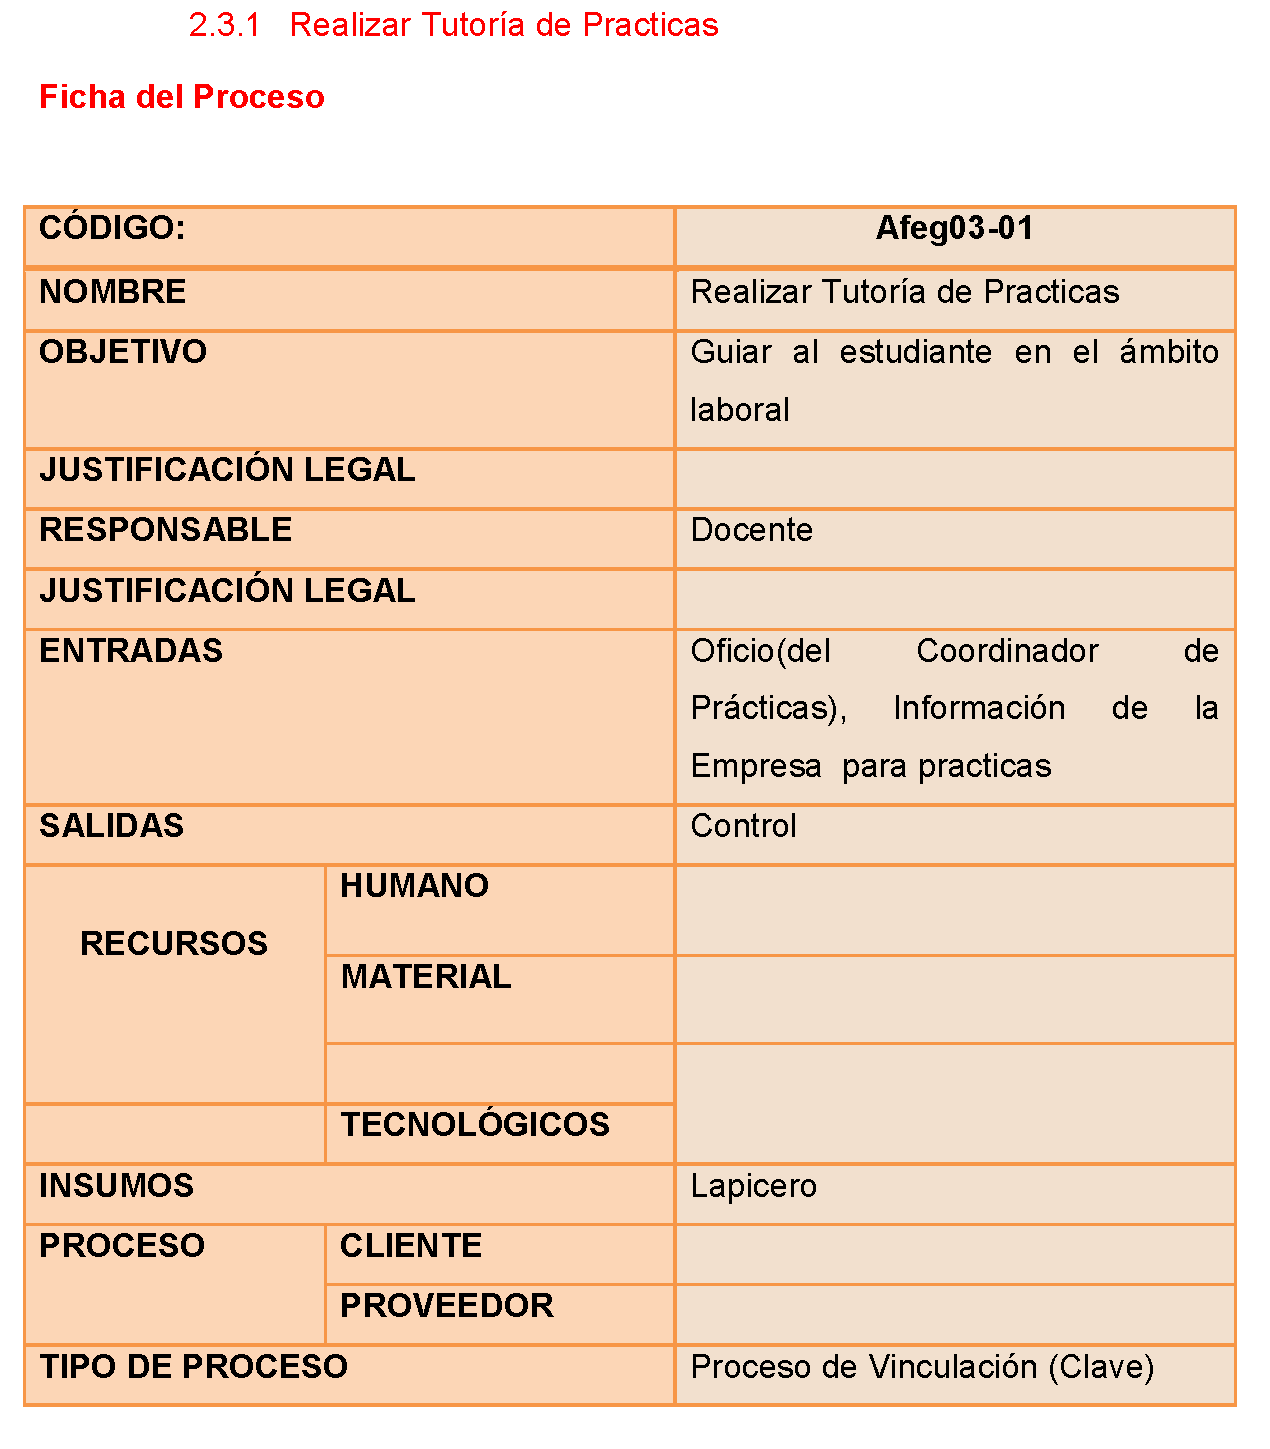 2.3.1 Realizar Tutoría de Practicas
Ficha del Proceso
CÓDIGO: Afeg03-01
NOMBRE Realizar Tutoría de Practicas
OBJETIVO Guiar al estudiante en el ámbito
laboral
JUSTIFICACIÓN LEGAL
RESPONSABLE Docente
JUSTIFICACIÓN LEGAL
ENTRADAS Oficio(del Coordinador de
Prácticas), Información de la
Empresa para practicas
SALIDAS Control
HUMANO
RECURSOS
MATERIAL
TECNOLÓGICOS
INSUMOS Lapicero
PROCESO CLIENTE
PROVEEDOR
TIPO DE PROCESO Proceso de Vinculación (Clave)